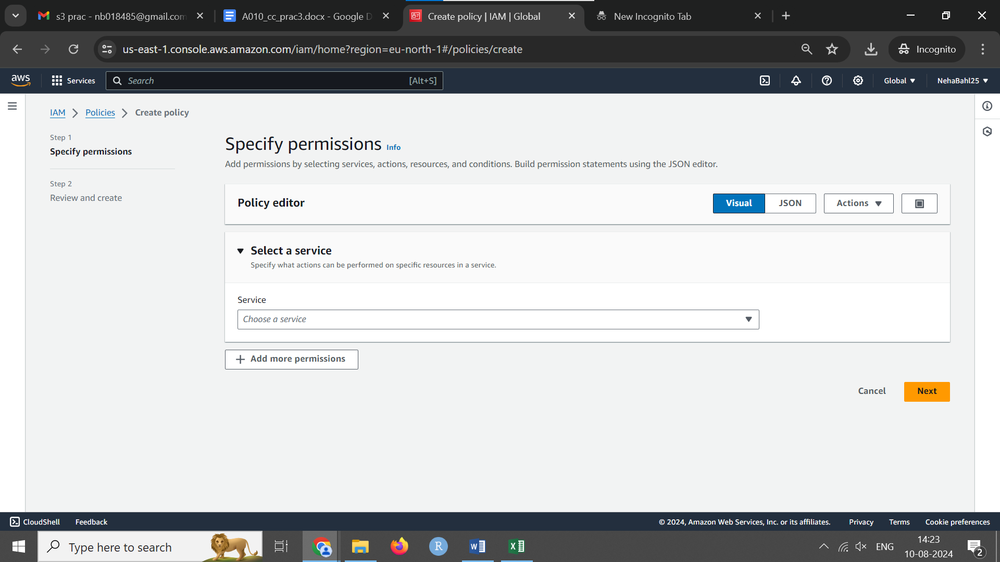 s3 prac - nb018485@gmail.com
A010_cc_prac3.docx - Google D
Create policy | IAM | Global
New Incognito Tab
us-east-1.console.aws.amazon.com/iam/home?region=eu-north-1#/policies/create
Incognito
aws
Services
Search
[Alt+S]
Global
NehaBahl25
IAM
Policies
Create policy
Step 1
Specify permissions
Step 2
Review and create
Specify permissions Info
Add permissions by selecting services, actions, resources, and conditions. Build permission statements using the JSON editor.
Policy editor
Visual
JSON
Actions
Select a service
Specify what actions can be performed on specific resources in a service.
Service
Choose a service
Add more permissions
Cancel
Next
CloudShell
Feedback
© 2024, Amazon Web Services, Inc. or its affiliates.
Privacy
Terms
Cookie preferences
Type here to search
R
W
X
ENG
14:23
10-08-2024
2